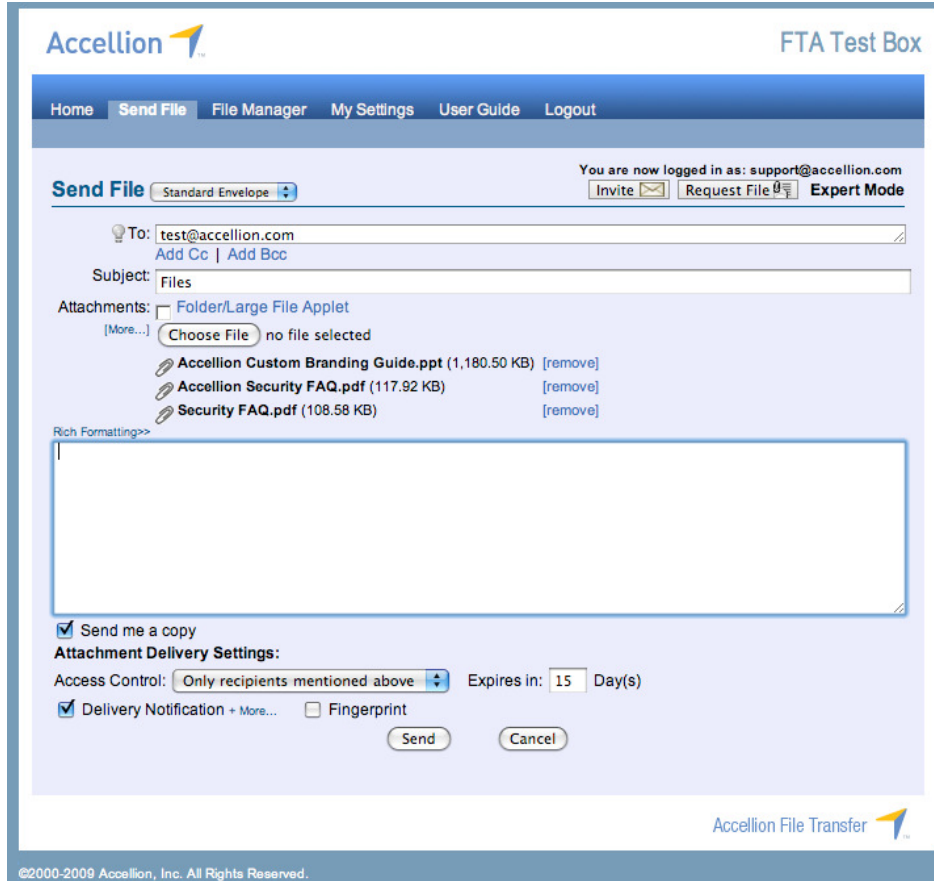 Accellion
FTA Test Box
Home Send File File Manager My Settings User Guide Logout
You are now logged in as: support@accellion.com
Send File Standard Envelope Invite Request File Expert Mode
To: test@accellion.com
Add Cc | Add Bcc
Subject: Files
Attachments: Folder/Large File Applet
[More...] Choose File no file selected
Accellion Custom Branding Guide.ppt (1,180.50 KB) [remove]
Accellion Security FAQ.pdf (117.92 KB) [remove]
Security FAQ.pdf (108.58 KB) [remove]
Rich Formatting>>
Send me a copy
Attachment Delivery Settings:
Access Control: Only recipients mentioned above Expires in: 15 Day(s)
Delivery Notification + More... Fingerprint
Send Cancel
Accellion File Transfer
©2000-2009 Accellion, Inc. All Rights Reserved.